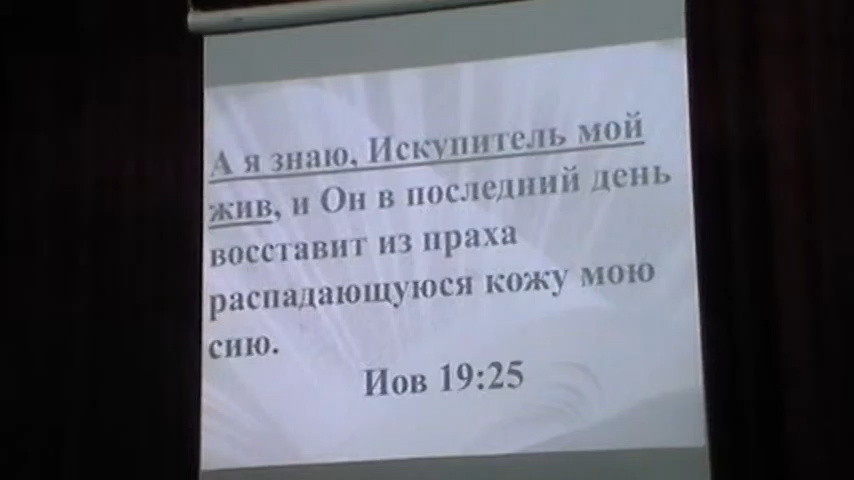 А я знаю, Искупитель мой
жив, и Он в последний день
восставит из праха
распадающуюся кожу мою
сию.
Иов 19:25